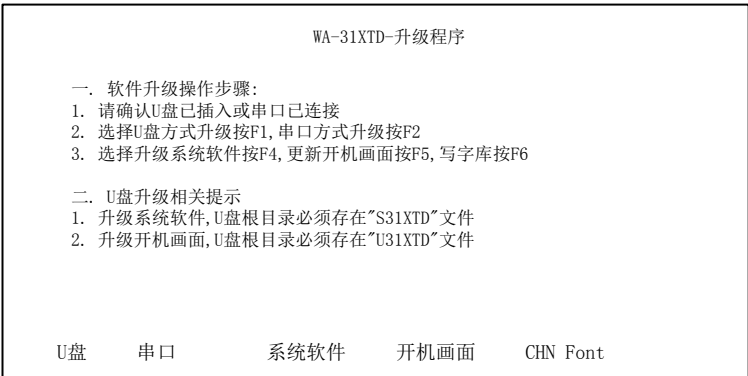 WA-31XTD-升级程序
一. 软件升级操作步骤:
1. 请确认U盘已插入或串口已连接
2. 选择U盘方式升级按F1,串口方式升级按F2
3. 选择升级系统软件按F4,更新开机画面按F5,写字库按F6
二. U盘升级相关提示
1. 升级系统软件,U盘根目录必须存在"S31XTD"文件
2. 升级开机画面,U盘根目录必须存在"U31XTD"文件
U盘 串口 系统软件 开机画面 CHN Font